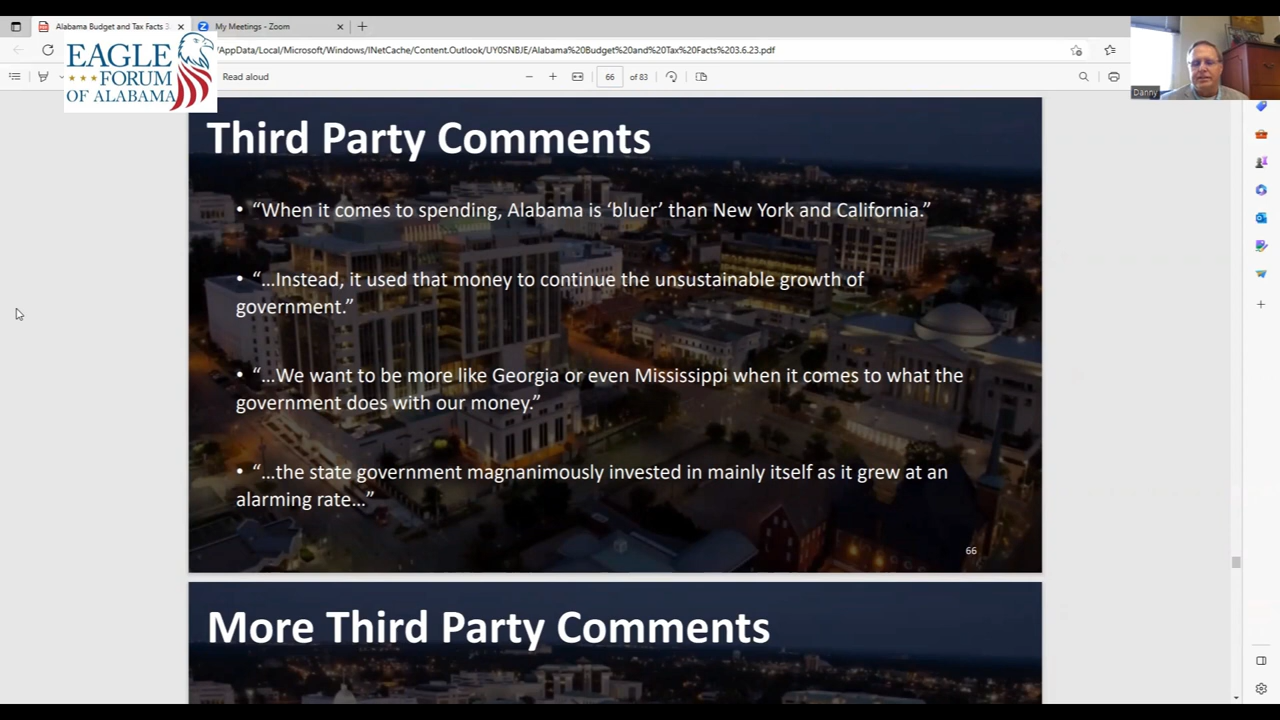 Alabama Budget and Tax Facts 3.
My Meetings - Zoom
/AppData/Local/Microsoft/Windows/INetCache/Content.Outlook/UY0SNBJE/Alabama%20Budget%20and%20Tax%20Facts%203.6.23.pdf
EAGLE
FORUM
OF ALABAMA
Read aloud
66 of 83
Danny
Third Party Comments
• “When it comes to spending, Alabama is ‘bluer’ than New York and California.”
• “…Instead, it used that money to continue the unsustainable growth of
government.”
• “…We want to be more like Georgia or even Mississippi when it comes to what the
government does with our money.”
• “…the state government magnanimously invested in mainly itself as it grew at an
alarming rate…”
66
More Third Party Comments